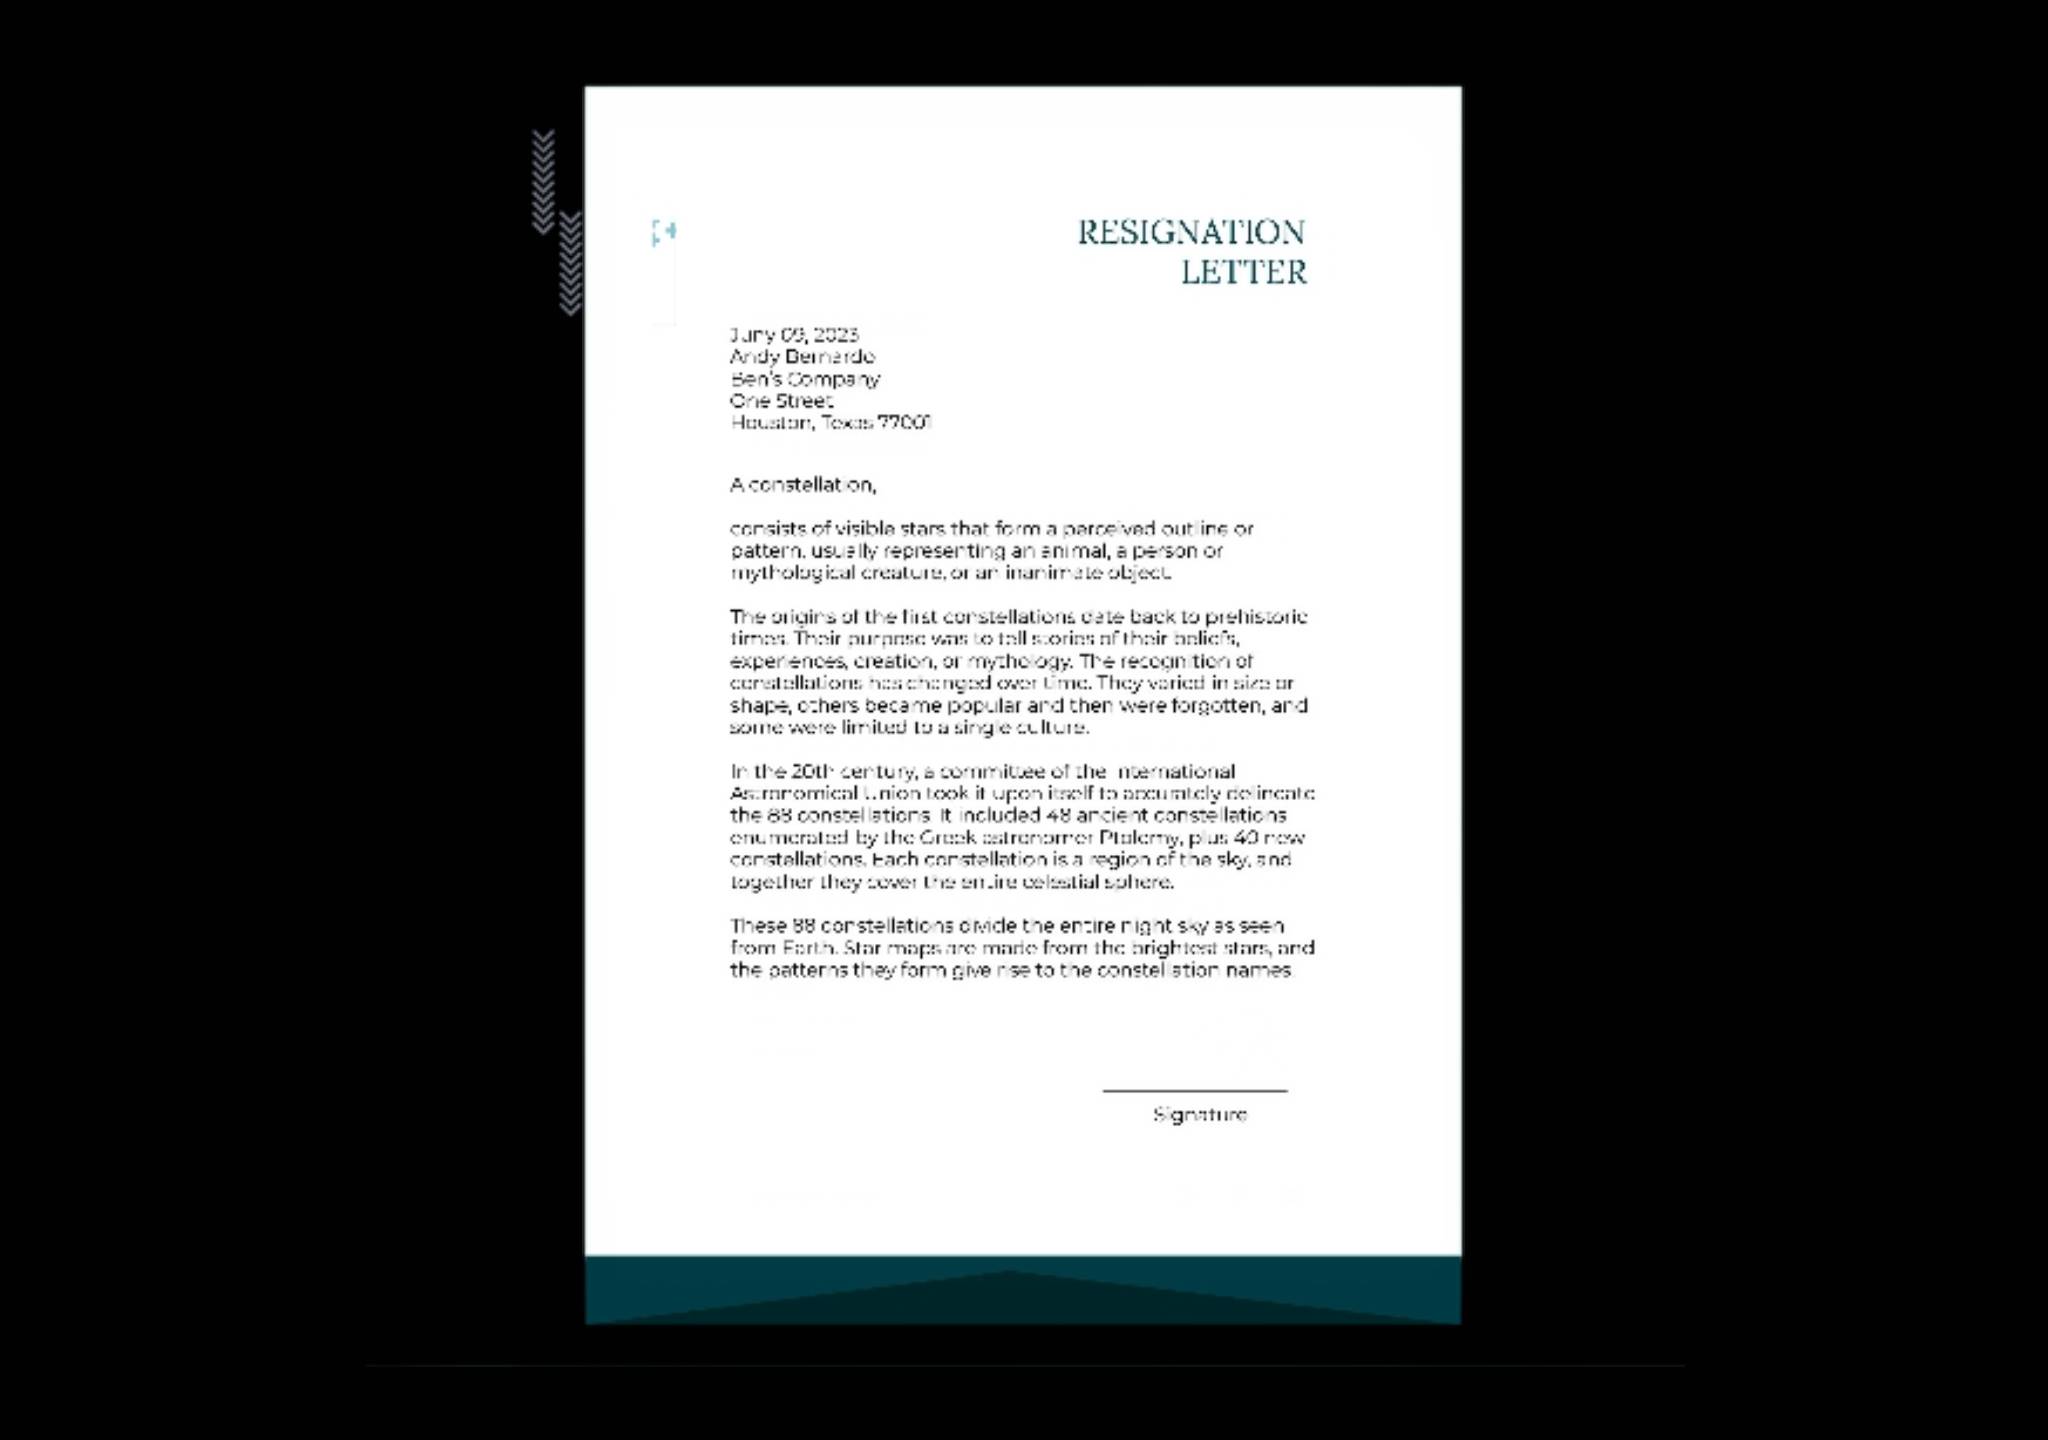 RESIGNATION
LETTER
Juny 09, 2023
Andy Bernardo
Ben's Company
One Street
Houston, Texas 77001
A constellation,
consists of visible stars that form a perceived outline or
pattern, usually representing an animal, a person or
mythological creature, or an inanimate object.
The origins of the first constellations date back to prehistoric
times. Their purpose was to tell stories of their beliefs,
experiences, creation, or mythology. The recognition of
constellations has changed over time. They varied in size or
shape, others became popular and then were forgotten, and
some were limited to a single culture.
In the 20th century, a committee of the International
Astronomical Union took it upon itself to accurately delineate
the 88 constellations. It included 48 ancient constellations
enumerated by the Greek astronomer Ptolemy, plus 40 new
constellations. Each constellation is a region of the sky, and
together they cover the entire celestial sphere.
These 88 constellations divide the entire night sky as seen
from Earth. Star maps are made from the brightest stars, and
the patterns they form give rise to the constellation names.
Signature